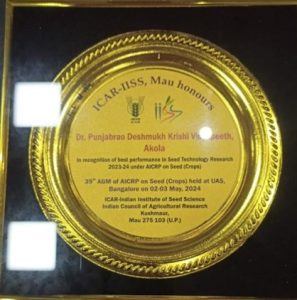 ICAR-IISS, Mau honours
Dr. Punjabrao Deshmukh Krishi Vidyapeeth,
Akola
In recognition of best performance in Seed Technology Research
2023-24 under AICRP on Seed (Crops)
39th AGM of AICRP on Seed (Crops) held at UAS,
Bangalore on 02-03 May, 2024
ICAR-Indian Institute of Seed Science
Indian Council of Agricultural Research
Kushmaur,
Mau 275 103 (U.P.)